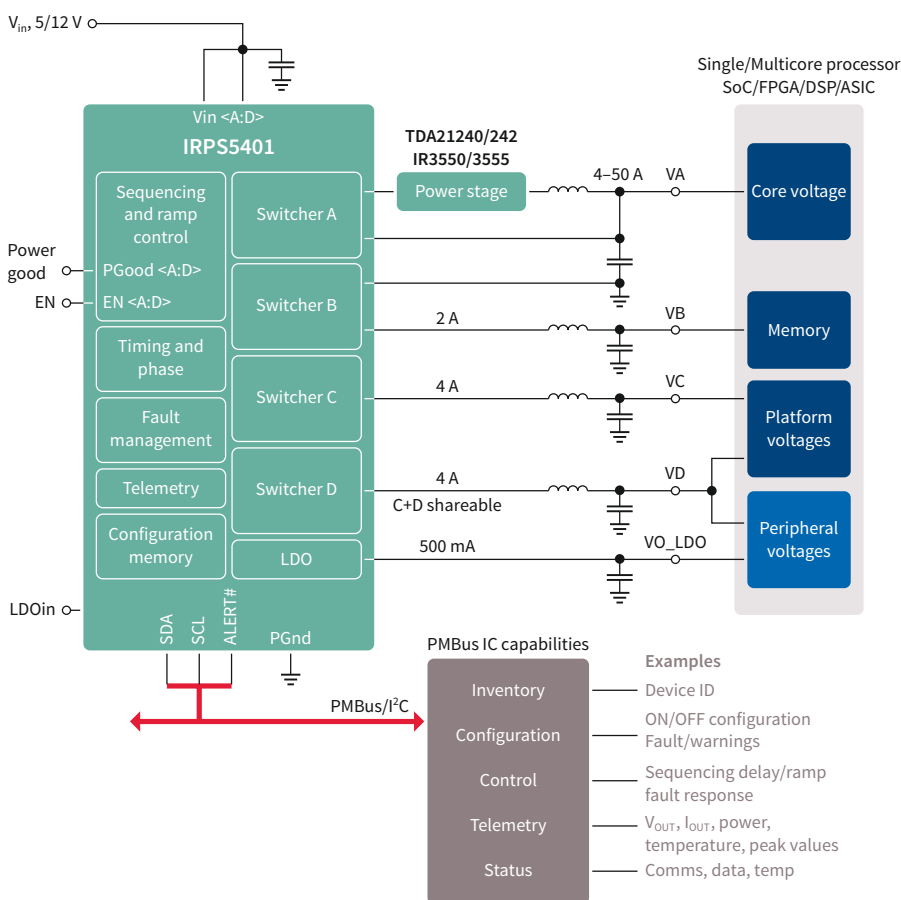 Vin, 5/12 V
Vin <A:D>
IRPS5401
Sequencing
and ramp
control
PGood <A:D>
EN <A:D>
Timing and
phase
Fault
management
Telemetry
Configuration
memory
Switcher A
Switcher B
Switcher C
Switcher D
LDO
Power
good
EN
LDOin
SDA
SCL
ALERT#
PGnd
TDA21240/242
IR3550/3555
Power stage
4–50 A
VA
2 A
VB
4 A
VC
4 A
C+D shareable
VD
500 mA
VO_LDO
Single/Multicore processor
SoC/FPGA/DSP/ASIC
Core voltage
Memory
Platform
voltages
Peripheral
voltages
PMBus/I²C
PMBus IC capabilities
Inventory
Configuration
Control
Telemetry
Status
Examples
Device ID
ON/OFF configuration
Fault/warnings
Sequencing delay/ramp
fault response
VOUT, IOUT, power,
temperature, peak values
Comms, data, temp